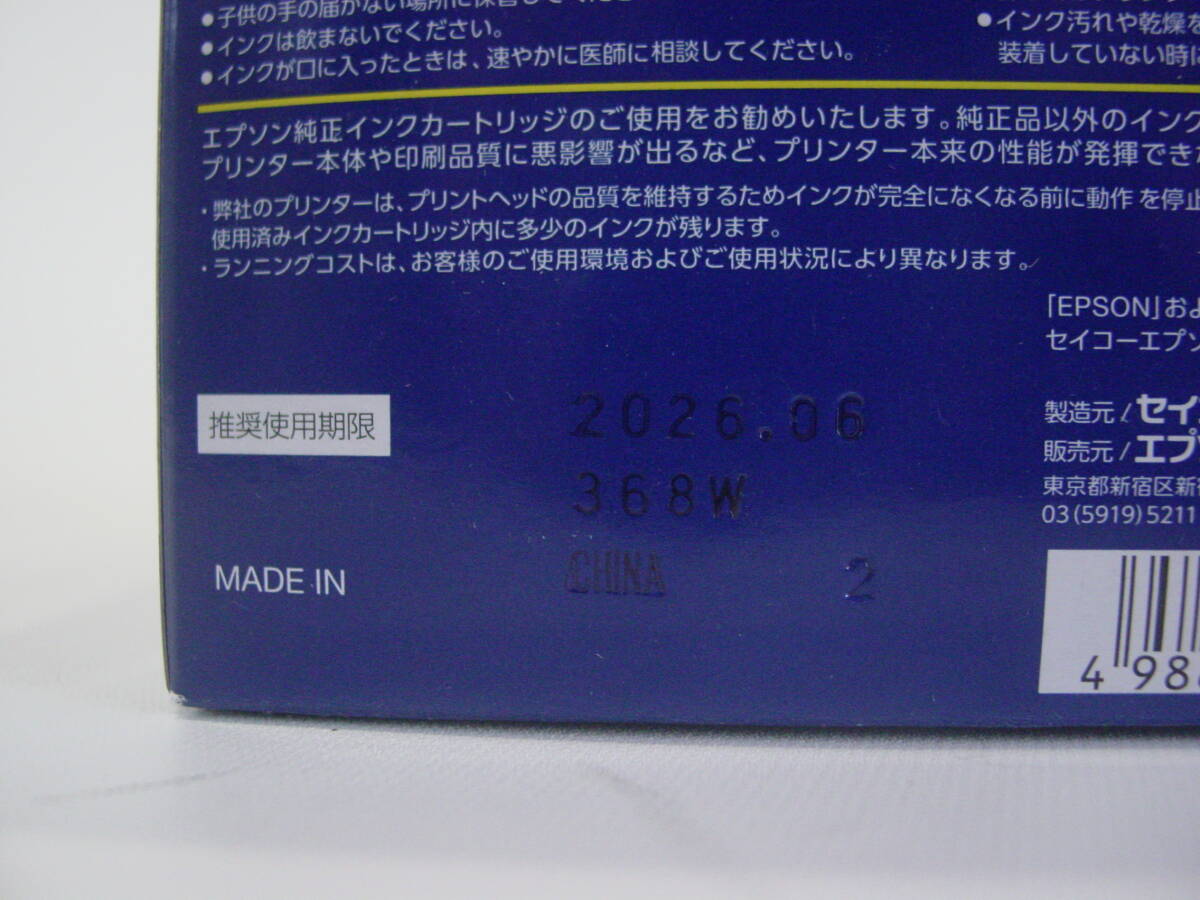 ●子供の手の届かない場所に保管してくださ
●インクは飲まないでください。
●インクが口に入ったときは、速やかに医師に相談してください。
●インク汚れや乾燥を
装着していない時に
エプソン純正インクカートリッジのご使用をお勧めいたします。純正品以外のインク
プリンター本体や印刷品質に悪影響が出るなど、プリンター本来の性能が発揮できた
・弊社のプリンターは、プリントヘッドの品質を維持するためインクが完全になくなる前に動作 を停止
使用済みインクカートリッジ内に多少のインクが残ります。
・ランニングコストは、お客様のご使用環境およびご使用状況により異なります。
「EPSON」およ
セイコーエプソ
推奨使用期限
2026.06
368W
MADE IN
CHINA 2
製造元/セイ
販売元/エプ
東京都新宿区新
03(5919)5211
498